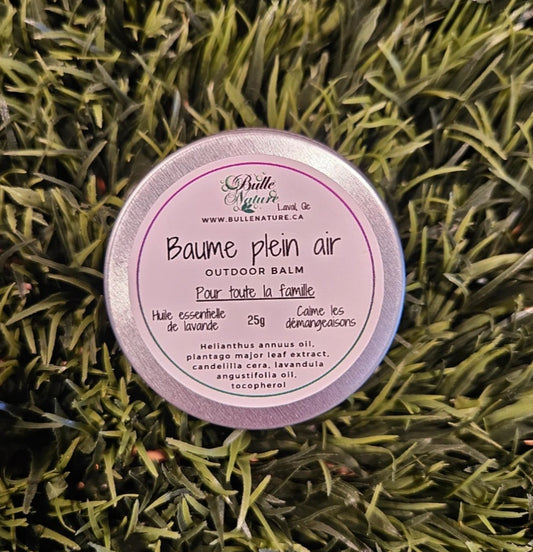 Bulle
Nature
Laval, Qc
WWW.BULLENATURE.CA
Baume plein air
OUTDOOR BALM
Pour toute la famille
Huile essentielle
de lavande
25g
Calme les
démangeaisons
Helianthus annuus oil,
plantago major leaf extract,
candelilla cera, lavandula
angustifolia oil,
tocopherol